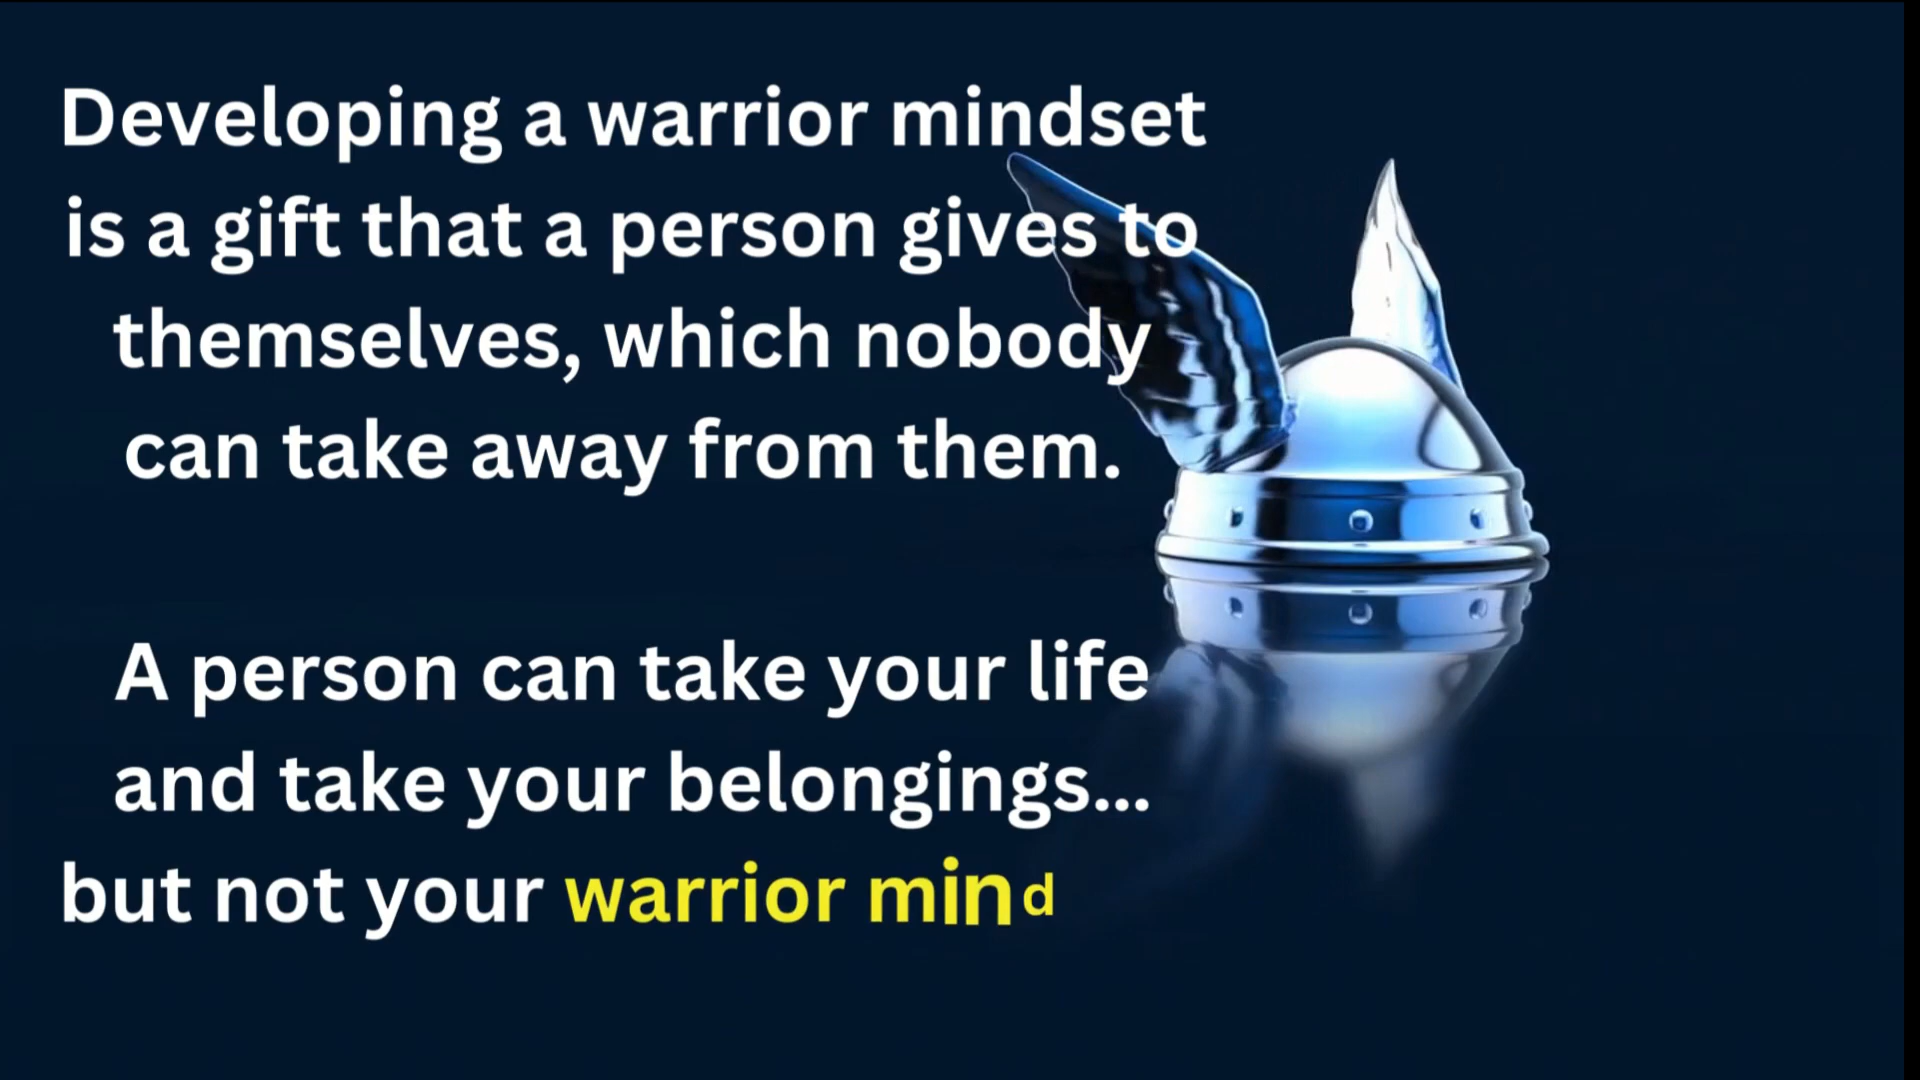 Developing a warrior mindset
is a gift that a person gives to
themselves, which nobody
can take away from them.
A person can take your life
and take your belongings...
but not your warrior mind